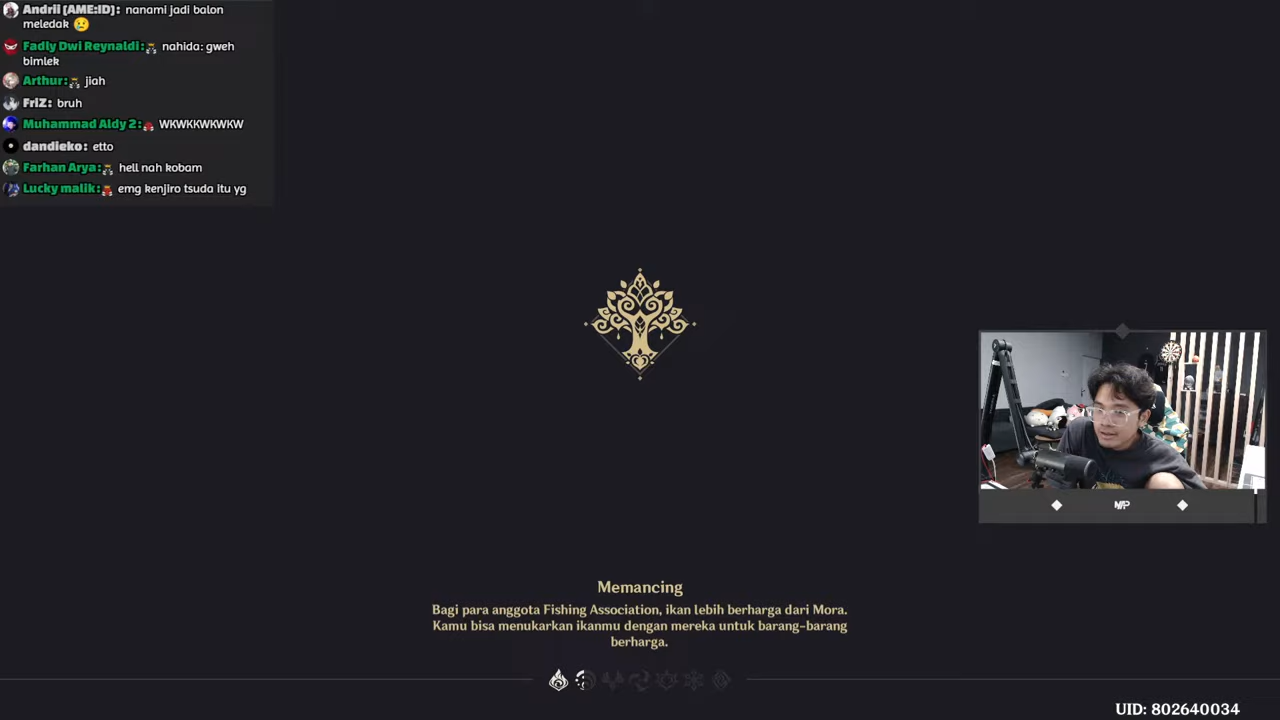 Andrii [AME:ID]: nanami jadi balon
meledak 😢
Fadly Dwi Reynaldi: nahida: gweh
bimlek
Arthur: jiah
FriZ: bruh
Muhammad Aldy 2: WKWKKWKWKW
dandieko: etto
Farhan Arya: hell nah kobam
Lucky malik: emg kenjiro tsuda itu yg
Memancing
Bagi para anggota Fishing Association, ikan lebih berharga dari Mora.
Kamu bisa menukarkan ikanmu dengan mereka untuk barang-barang
berharga.
UID: 802640034